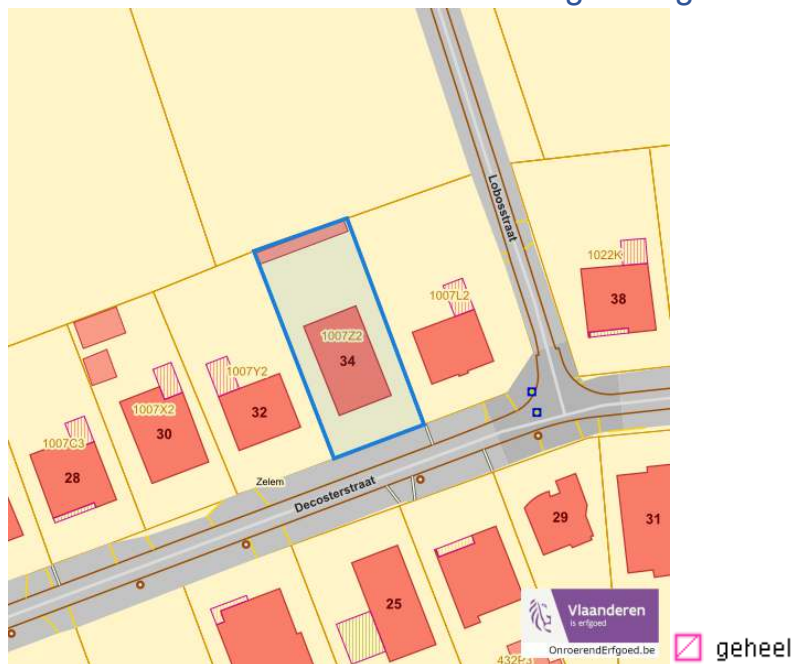 Lobosstraat
1022K
38
1007L2
1007Z2
34
1007Y2
32
1007X2
30
1007C3
28
Zelem
Decosterstraat
29
31
25
Vlaanderen
is erfgoed
OnroerendErfgoed.be
geheel